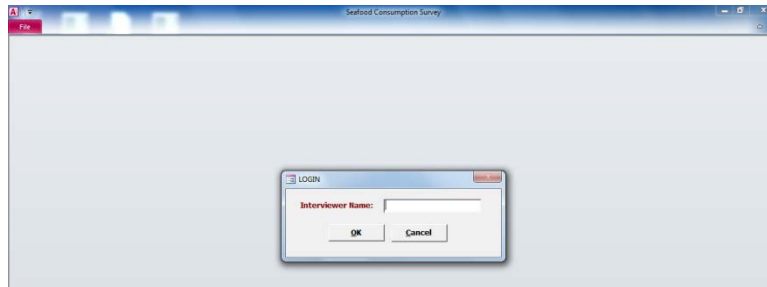 A
Seafood Consumption Survey
File
LOGIN
Interviewer Name:
OK
Cancel